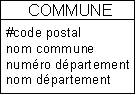 COMMUNE
#code postal
nom commune
numéro département
nom département